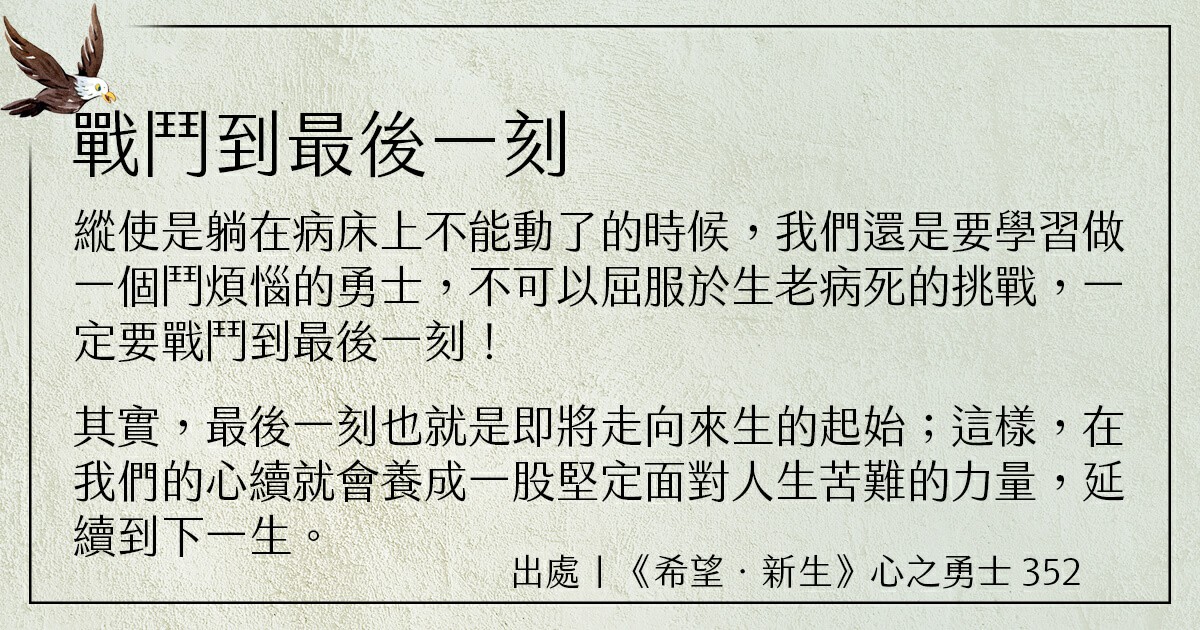 戰鬥到最後一刻
縱使是躺在病床上不能動了的時候，我們還是要學習做
一個鬥煩惱的勇士，不可以屈服於生老病死的挑戰，一
定要戰鬥到最後一刻！
其實，最後一刻也就是即將走向來生的起始；這樣，在
我們的心續就會養成一股堅定面對人生苦難的力量，延
續到下一生。
出處｜《希望．新生》心之勇士 352